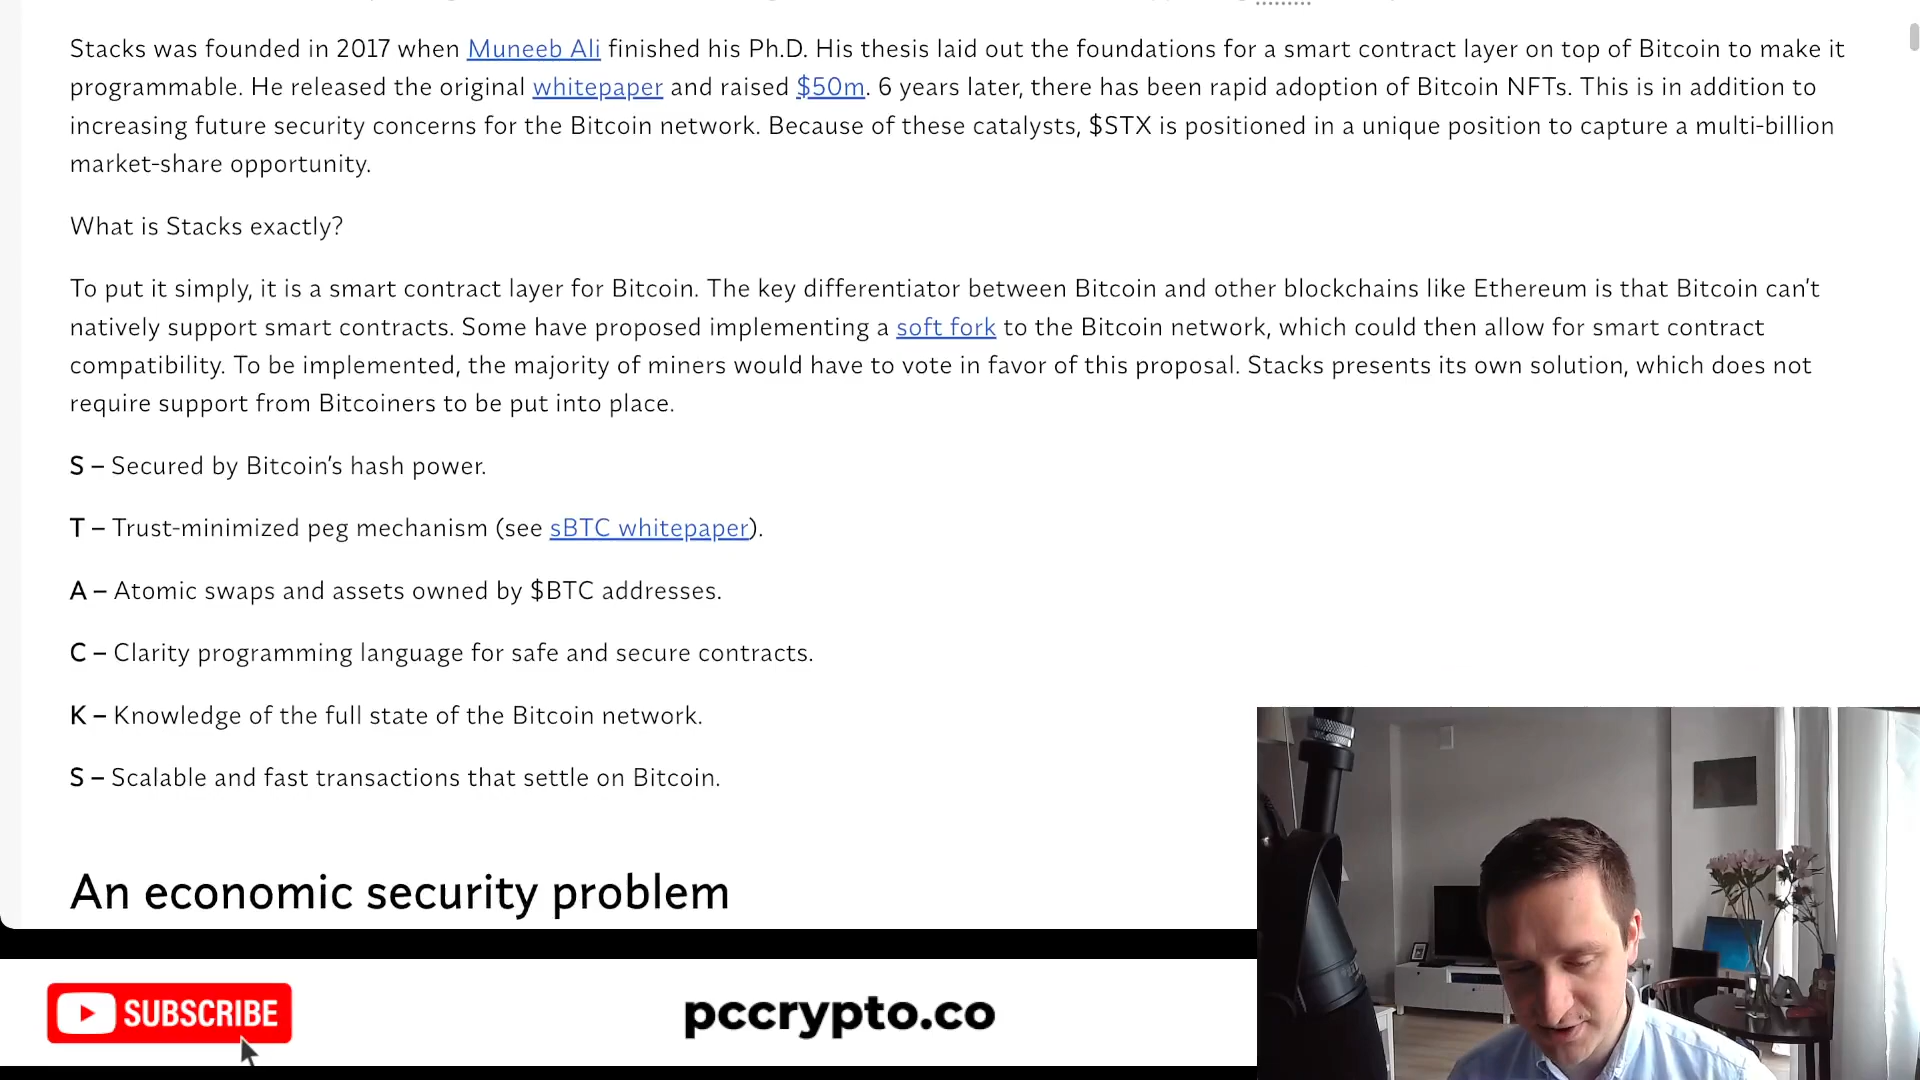 Stacks was founded in 2017 when Muneeb Ali finished his Ph.D. His thesis laid out the foundations for a smart contract layer on top of Bitcoin to make it
programmable. He released the original whitepaper and raised $50m. 6 years later, there has been rapid adoption of Bitcoin NFTs. This is in addition to
increasing future security concerns for the Bitcoin network. Because of these catalysts, $STX is positioned in a unique position to capture a multi-billion
market-share opportunity.
What is Stacks exactly?
To put it simply, it is a smart contract layer for Bitcoin. The key differentiator between Bitcoin and other blockchains like Ethereum is that Bitcoin can’t
natively support smart contracts. Some have proposed implementing a soft fork to the Bitcoin network, which could then allow for smart contract
compatibility. To be implemented, the majority of miners would have to vote in favor of this proposal. Stacks presents its own solution, which does not
require support from Bitcoiners to be put into place.
S – Secured by Bitcoin’s hash power.
T – Trust-minimized peg mechanism (see sBTC whitepaper).
A – Atomic swaps and assets owned by $BTC addresses.
C – Clarity programming language for safe and secure contracts.
K – Knowledge of the full state of the Bitcoin network.
S – Scalable and fast transactions that settle on Bitcoin.
An economic security problem
SUBSCRIBE
pccrypto.co